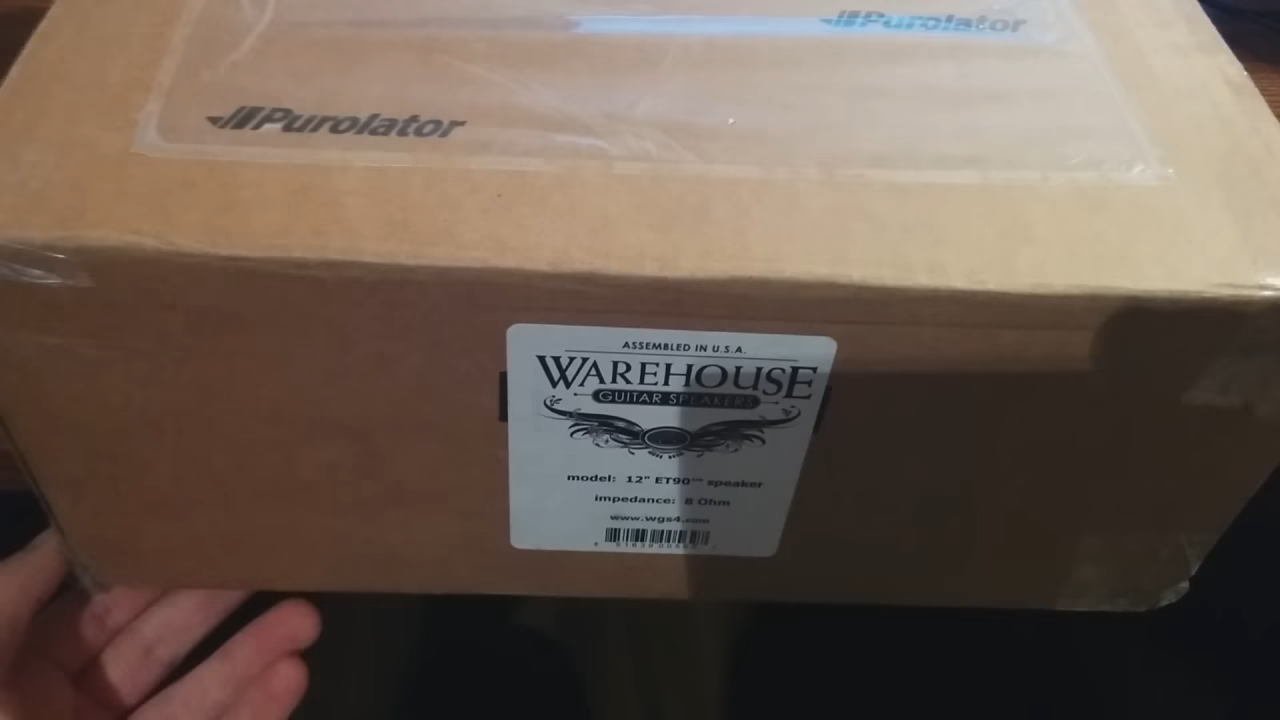 Purolator
Purolator
ASSEMBLED IN U.S.A.
WAREHOUSE
GUITAR SPEAKERS
model: 12" ET90™ speaker
impedance: 8 Ohm
www.wgs4.com